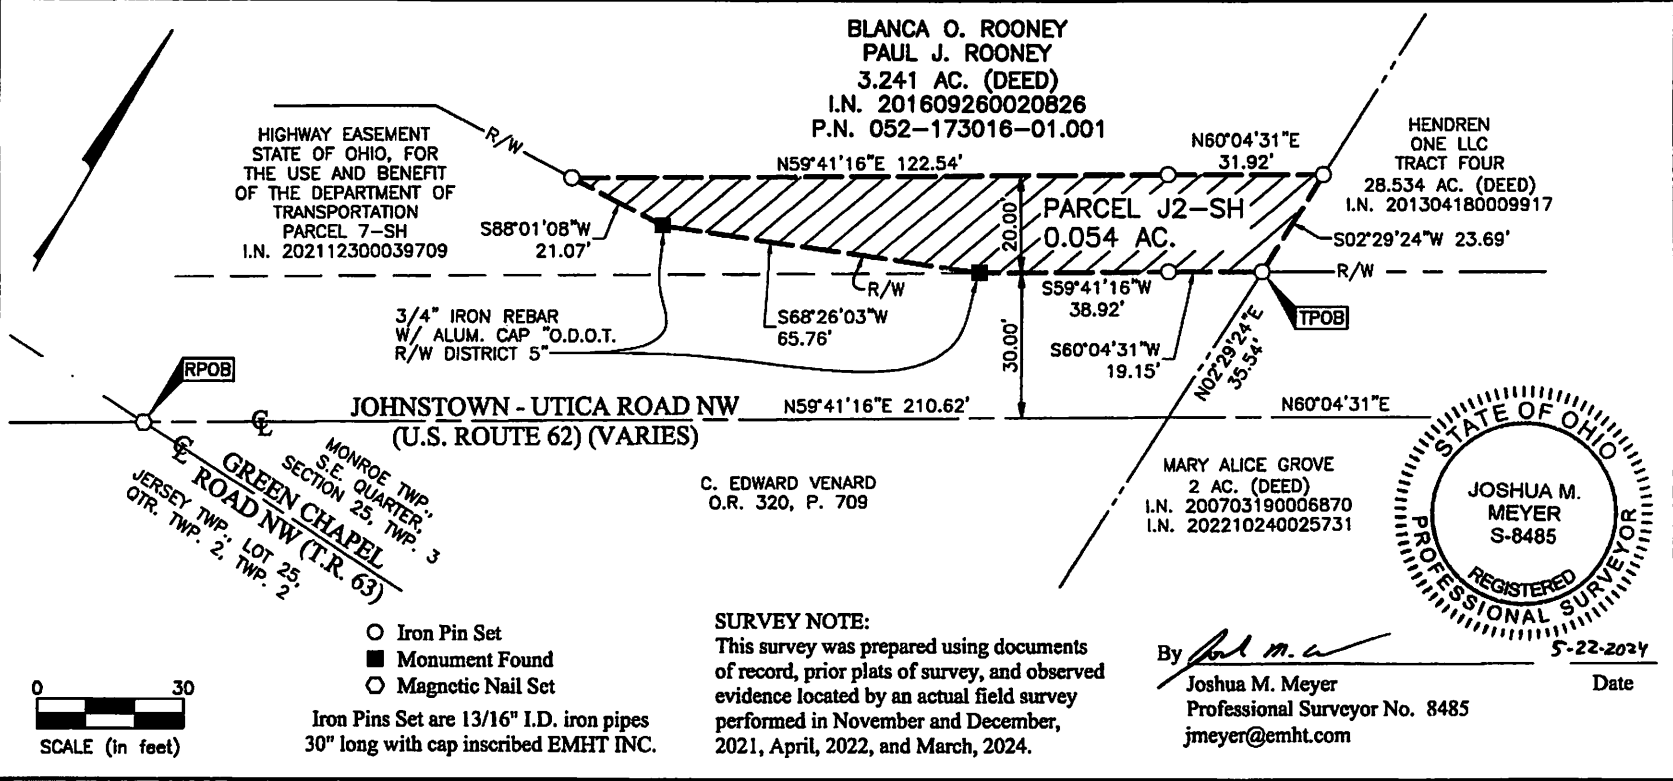 BLANCA O. ROONEY
PAUL J. ROONEY
3.241 AC. (DEED)
I.N. 201609260020826
P.N. 052-173016-01.001
HIGHWAY EASEMENT
STATE OF OHIO, FOR
THE USE AND BENEFIT
OF THE DEPARTMENT OF
TRANSPORTATION
PARCEL 7-SH
I.N. 202112300039709
R/W
N59°41'16"E 122.54'
N60°04'31"E
31.92'
HENDREN
ONE LLC
TRACT FOUR
28.534 AC. (DEED)
I.N. 201304180009917
S88°01'08"W
21.07'
20.00'
PARCEL J2-SH
0.054 AC.
S02°29'24"W 23.69'
R/W
R/W
3/4" IRON REBAR
W/ ALUM. CAP "O.D.O.T.
R/W DISTRICT 5"
S68°26'03"W
65.76'
S59°41'16"W
38.92'
30.00'
S60°04'31"W
19.15'
N02°29'24"E
35.54'
TPOB
RPOB
JOHNSTOWN - UTICA ROAD NW
(U.S. ROUTE 62) (VARIES)
N59°41'16"E 210.62'
N60°04'31"E
CL
CL
MONROE TWP.,
S.E. QUARTER,
SECTION 25, TWP. 3
GREEN CHAPEL
ROAD NW (T.R. 63)
JERSEY TWP., LOT 25,
QTR. TWP. 2, TWP. 2
C. EDWARD VENARD
O.R. 320, P. 709
MARY ALICE GROVE
2 AC. (DEED)
I.N. 200703190006870
I.N. 202210240025731
STATE OF OHIO
JOSHUA M.
MEYER
S-8485
REGISTERED
PROFESSIONAL SURVEYOR
Iron Pin Set
Monument Found
Magnetic Nail Set
Iron Pins Set are 13/16" I.D. iron pipes
30" long with cap inscribed EMHT INC.
0 30
SCALE (in feet)
SURVEY NOTE:
This survey was prepared using documents
of record, prior plats of survey, and observed
evidence located by an actual field survey
performed in November and December,
2021, April, 2022, and March, 2024.
By 5-22-2024
Joshua M. Meyer Date
Professional Surveyor No. 8485
jmeyer@emht.com